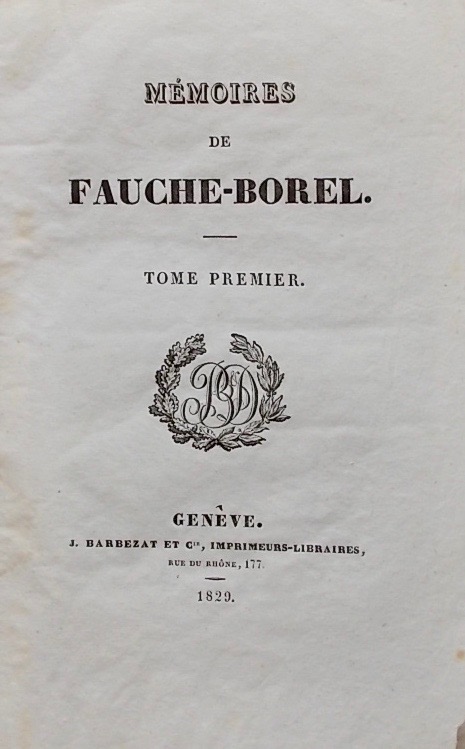 MÉMOIRES
DE
FAUCHE-BOREL.
TOME PREMIER.
GENÈVE.
J. BARBEZAT ET Cie, IMPRIMEURS-LIBRAIRES,
RUE DU RHÔNE, 177.
1829.